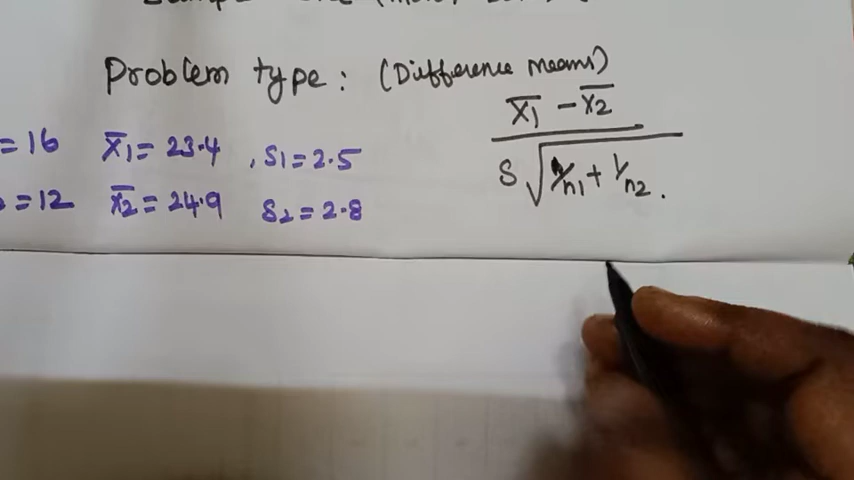 Problem type : (Difference Means)
X̅1 - X̅2
S √1/n1 + 1/n2 .
= 16 X̅1 = 23.4 , S1 = 2.5
= 12 X̅2 = 24.9 S2 = 2.8